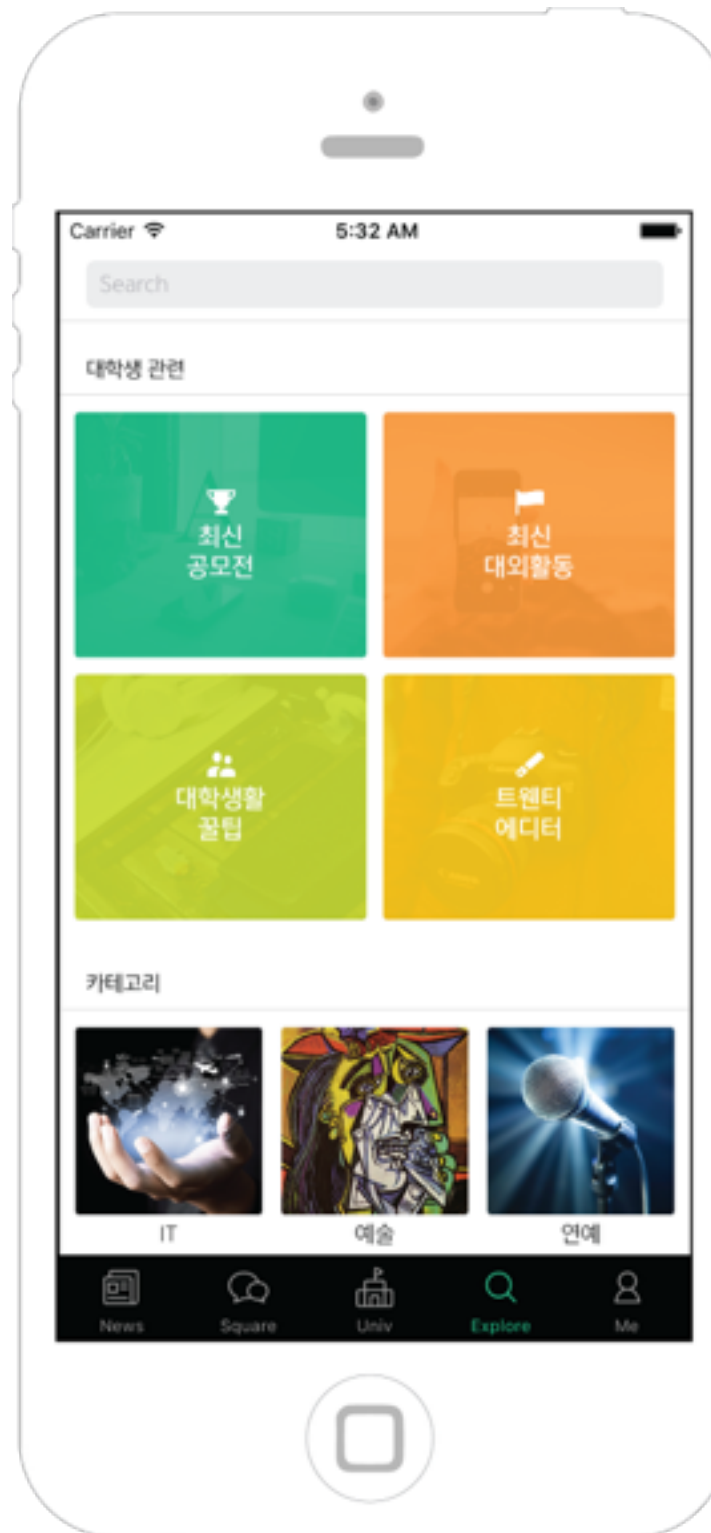 Carrier 5:32 AM
Search
대학생 관련
최신
공모전
최신
대외활동
대학생활
꿀팁
트웬티
에디터
카테고리
IT 예술 연예
News Square Univ Explore Me